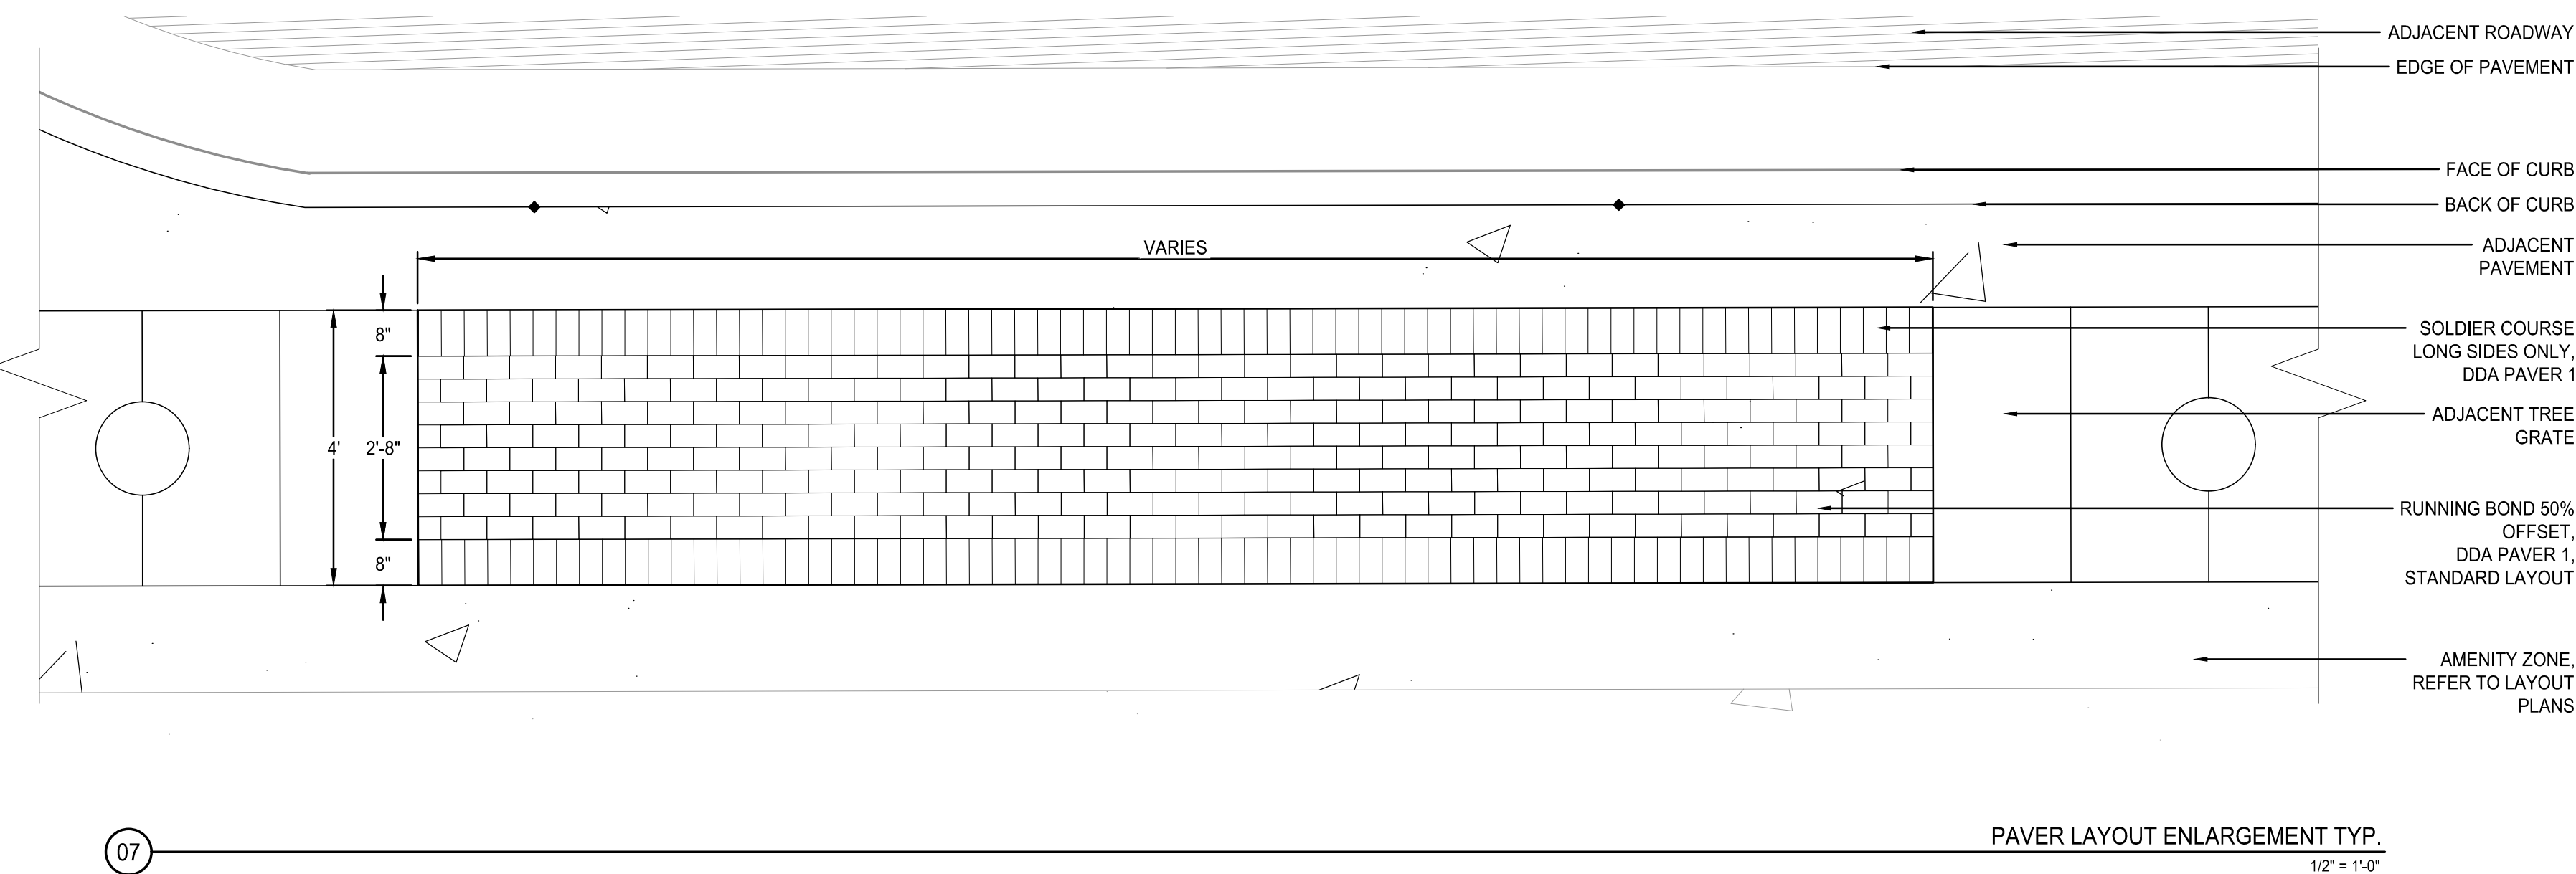 ADJACENT ROADWAY
EDGE OF PAVEMENT
FACE OF CURB
BACK OF CURB
ADJACENT
PAVEMENT
VARIES
8"
SOLDIER COURSE
LONG SIDES ONLY,
DDA PAVER 1
ADJACENT TREE
GRATE
4'
2'-8"
RUNNING BOND 50%
OFFSET,
DDA PAVER 1,
STANDARD LAYOUT
8"
AMENITY ZONE,
REFER TO LAYOUT
PLANS
07
PAVER LAYOUT ENLARGEMENT TYP.
1/2" = 1'-0"